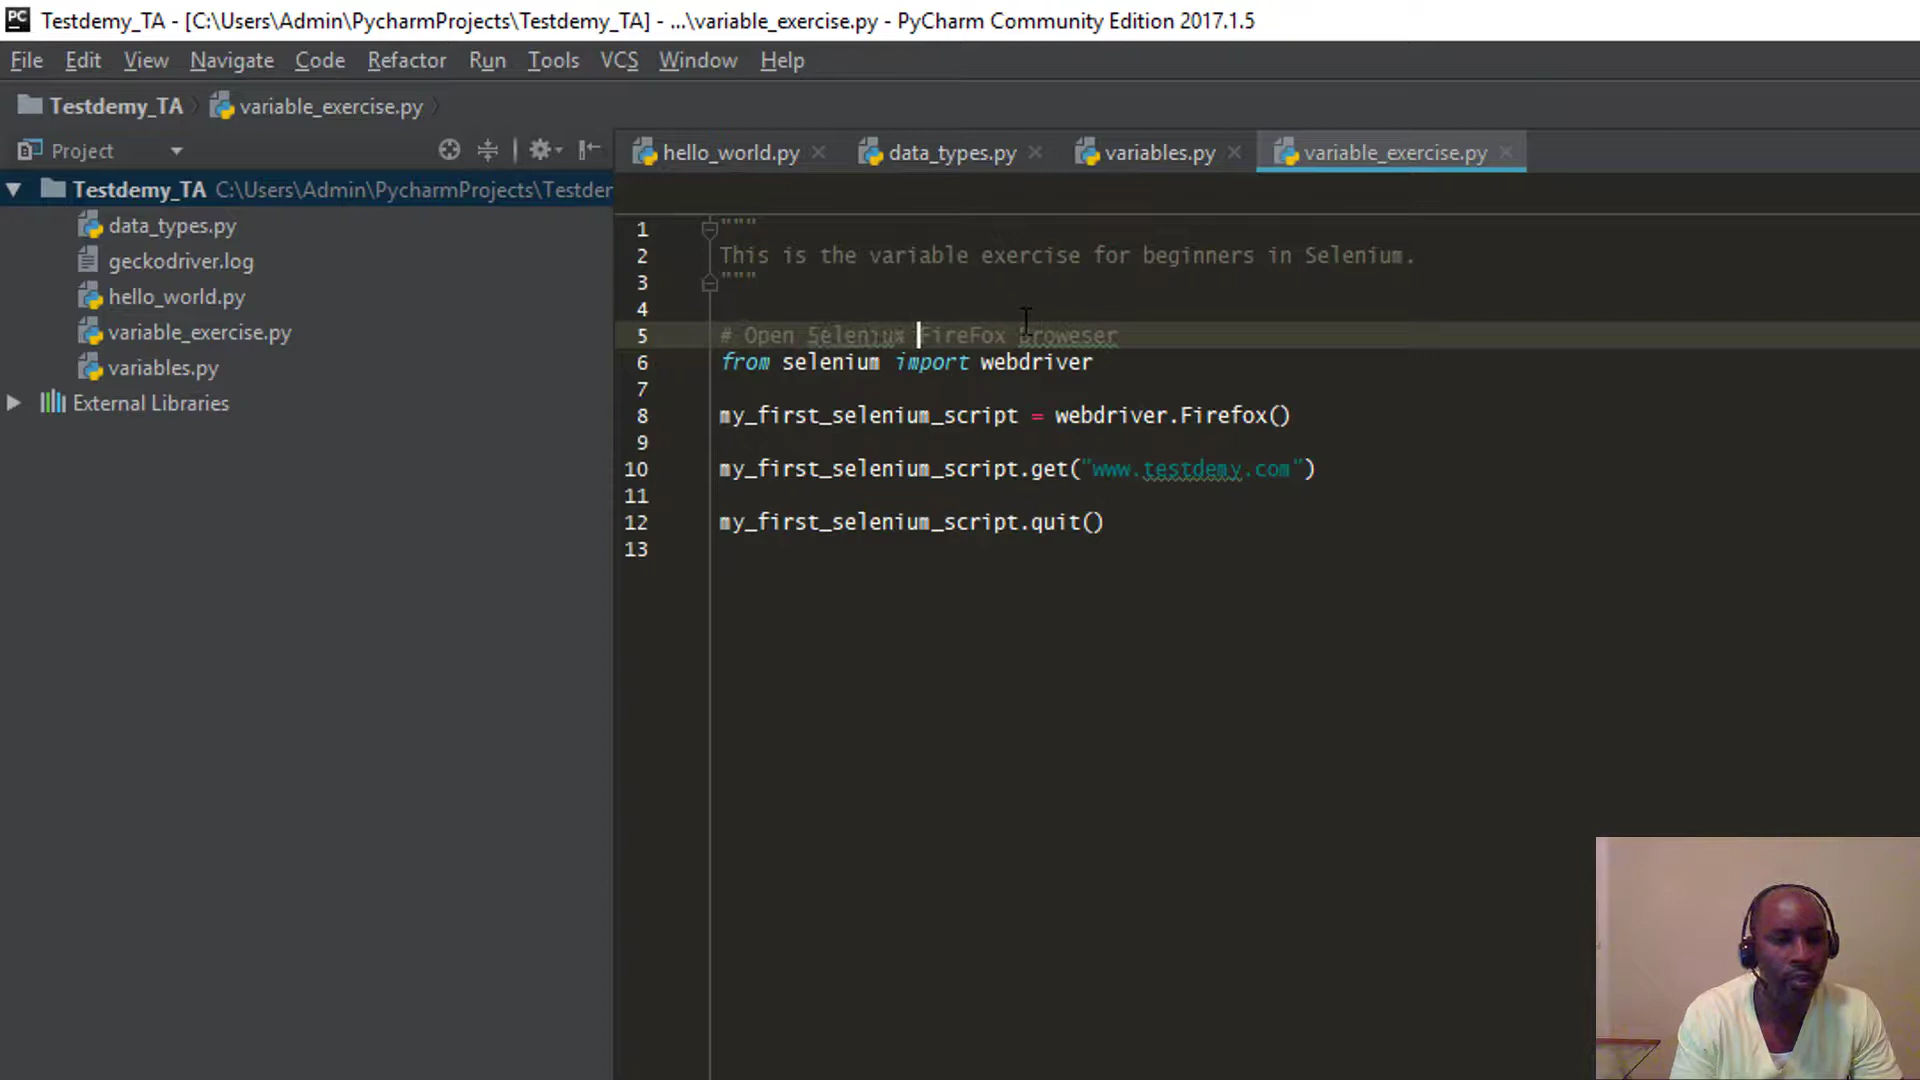 Testdemy_TA - [C:\Users\Admin\PycharmProjects\Testdemy_TA] - ...\variable_exercise.py - PyCharm Community Edition 2017.1.5
File Edit View Navigate Code Refactor Run Tools VCS Window Help
Testdemy_TA variable_exercise.py
Project
hello_world.py data_types.py variables.py variable_exercise.py
Testdemy_TA C:\Users\Admin\PycharmProjects\Testder
data_types.py
geckodriver.log
hello_world.py
variable_exercise.py
variables.py
External Libraries
1 """
2 This is the variable exercise for beginners in Selenium.
3 """
4
5 # Open Selenium FireFox Broweser
6 from selenium import webdriver
7
8 my_first_selenium_script = webdriver.Firefox()
9
10 my_first_selenium_script.get("www.testdemy.com")
11
12 my_first_selenium_script.quit()
13